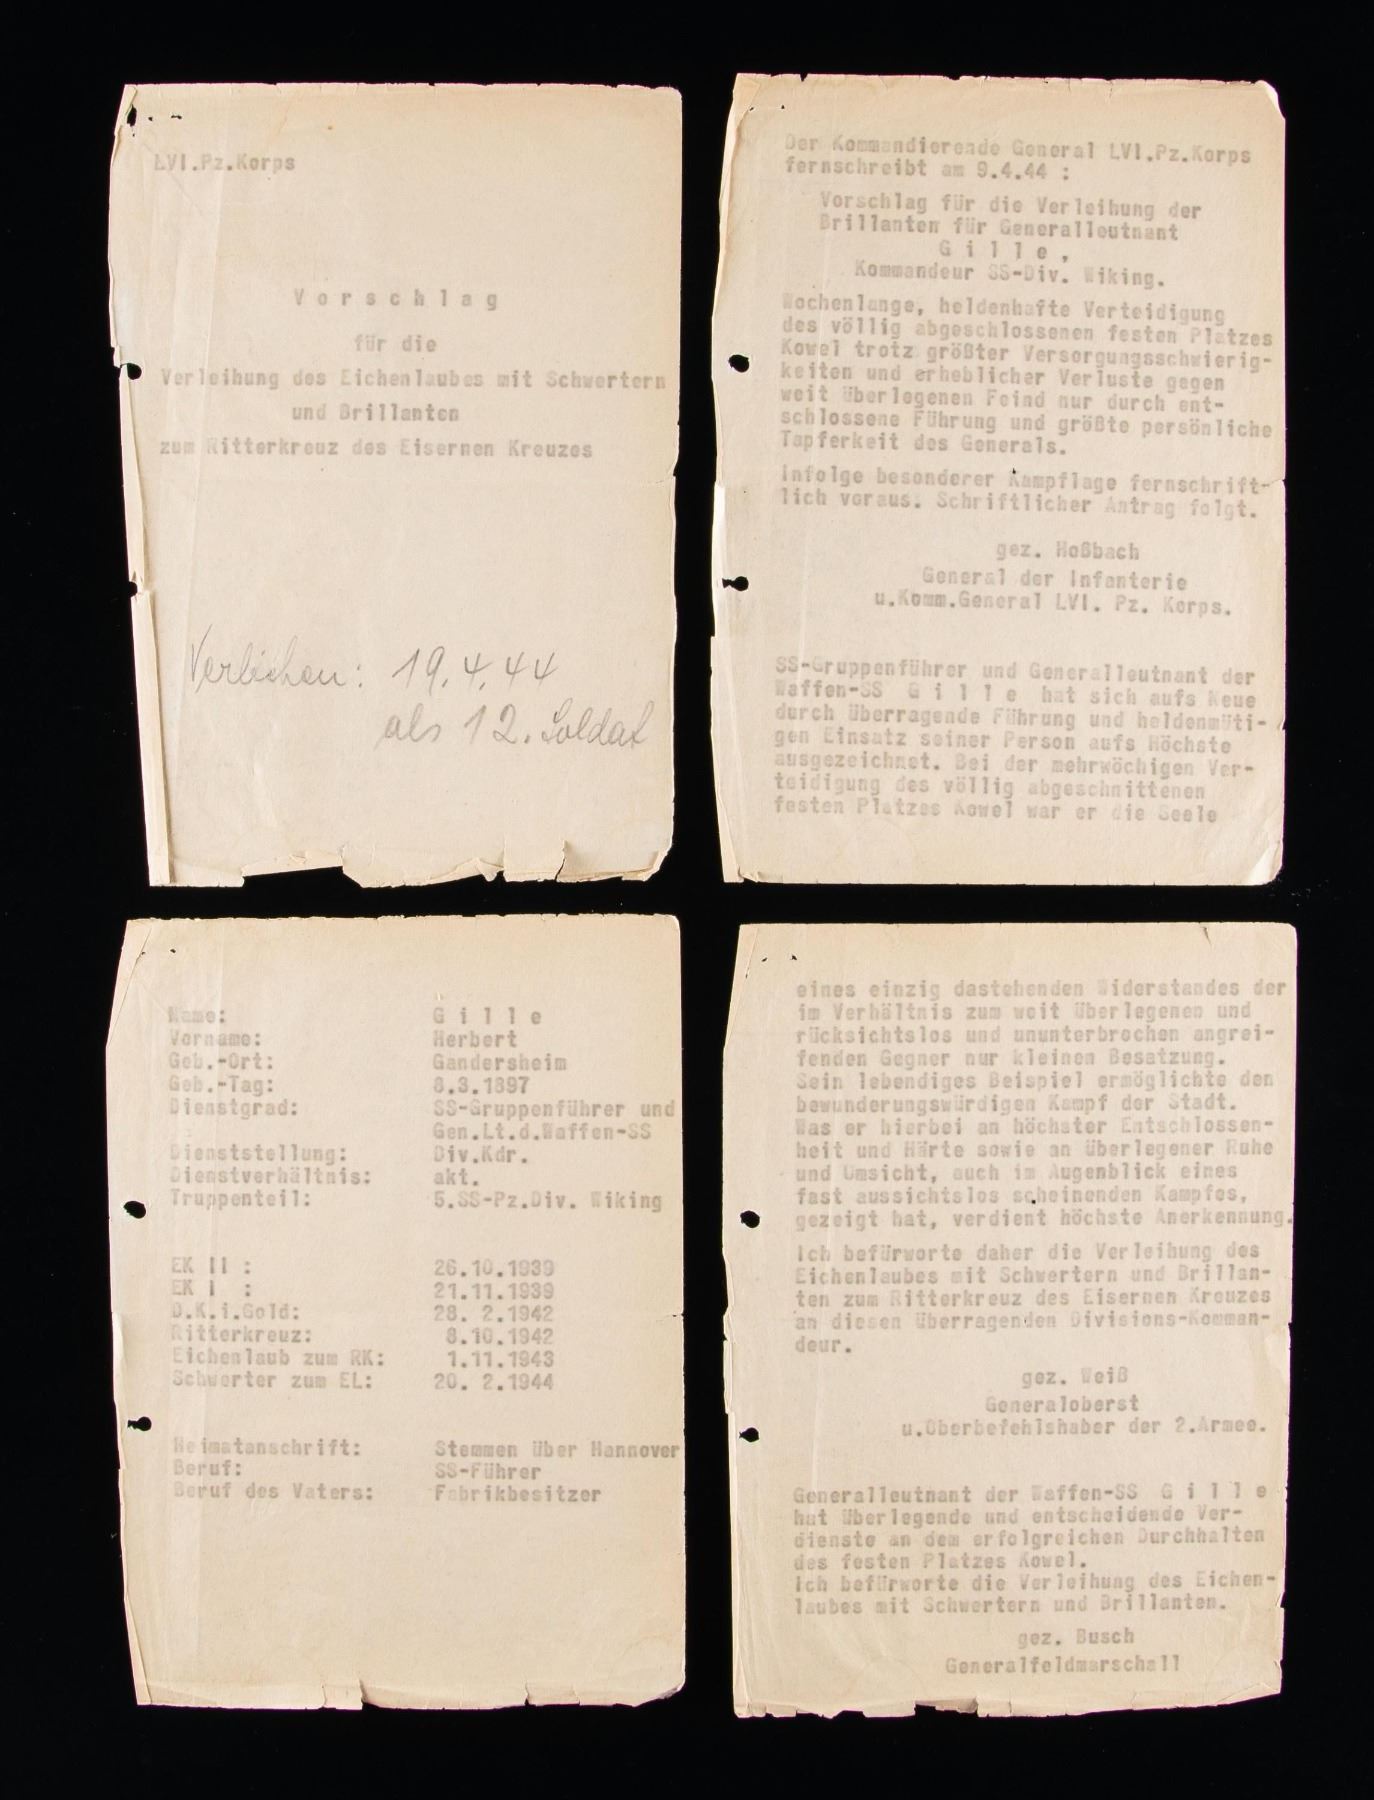 LVI.Pz.Korps
V o r s c h l a g
für die
Verleihung des Eichenlaubes mit Schwertern
und Brillanten
zum Ritterkreuz des Eisernen Kreuzes
Verliehen: 19.4.44
als 12. Soldat
Der Kommandierende General LVI.Pz.Korps
fernschreibt am 9.4.44 :
Vorschlag für die Verleihung der
Brillanten für Generalleutnant
G i l l e ,
Kommandeur SS-Div. Wiking.
Wochenlange, heldenhafte Verteidigung
des völlig abgeschlossenen festen Platzes
Kowel trotz größter Versorgungsschwierig-
keiten und erheblicher Verluste gegen
weit überlegenen Feind nur durch ent-
schlossene Führung und größte persönliche
Tapferkeit des Generals.
Infolge besonderer Kampflage fernschrift-
lich voraus. Schriftlicher Antrag folgt.
gez. Hoßbach
General der Infanterie
u.Komm.General LVI. Pz. Korps.
SS-Gruppenführer und Generalleutnant der
Waffen-SS G i l l e hat sich aufs Neue
durch überragende Führung und heldenmüti-
gen Einsatz seiner Person aufs Höchste
ausgezeichnet. Bei der mehrwöchigen Ver-
teidigung des völlig abgeschnittenen
festen Platzes Kowel war er die Seele
Name: G i l l e
Vorname: Herbert
Geb.-Ort: Gandersheim
Geb.-Tag: 8.3.1897
Dienstgrad: SS-Gruppenführer und
Gen.Lt.d.Waffen-SS
Dienststellung: Div.Kdr.
Dienstverhältnis: akt.
Truppenteil: 5.SS-Pz.Div. Wiking
EK II : 26.10.1939
EK I : 21.11.1939
D.K.i.Gold: 28. 2.1942
Ritterkreuz: 8.10.1942
Eichenlaub zum RK: 1.11.1943
Schwerter zum EL: 20. 2.1944
Heimatanschrift: Stemmen über Hannover
Beruf: SS-Führer
Beruf des Vaters: Fabrikbesitzer
eines einzig dastehenden Widerstandes der
im Verhältnis zum weit überlegenen und
rücksichtslos und ununterbrochen angrei-
fenden Gegner nur kleinen Besatzung.
Sein lebendiges Beispiel ermöglichte den
bewunderungswürdigen Kampf der Stadt.
Was er hierbei an höchster Entschlossen-
heit und Härte sowie an überlegener Ruhe
und Umsicht, auch im Augenblick eines
fast aussichtslos scheinenden Kampfes,
gezeigt hat, verdient höchste Anerkennung.
Ich befürworte daher die Verleihung des
Eichenlaubes mit Schwertern und Brillan-
ten zum Ritterkreuz des Eisernen Kreuzes
an diesen überragenden Divisions-Komman-
deur.
gez. Weiß
Generaloberst
u.Oberbefehlshaber der 2.Armee.
Generalleutnant der Waffen-SS G i l l e
hat überlegende und entscheidende Ver-
dienste an dem erfolgreichen Durchhalten
des festen Platzes Kowel.
Ich befürworte die Verleihung des Eichen-
laubes mit Schwertern und Brillanten.
gez. Busch
Generalfeldmarschall